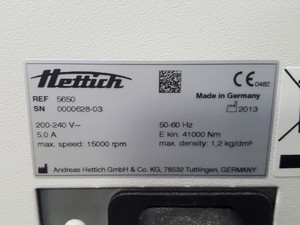 Hettich
CE 0482
Made in Germany
REF 5650
SN 0000628-03
2013
200-240 V~ 50-60 Hz
5,0 A E kin: 41000 Nm
max. speed: 15000 rpm max. density: 1,2 kg/dm³
Andreas Hettich GmbH & Co. KG, 78532 Tuttlingen, GERMANY